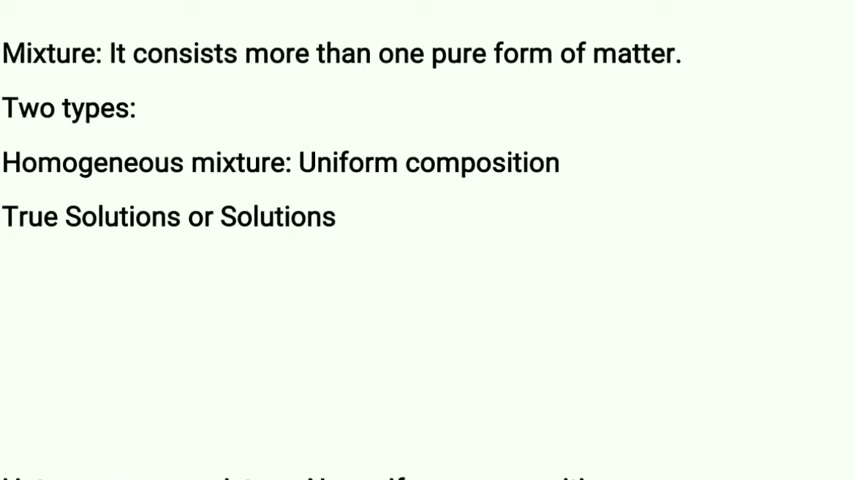 Mixture: It consists more than one pure form of matter.
Two types:
Homogeneous mixture: Uniform composition
True Solutions or Solutions